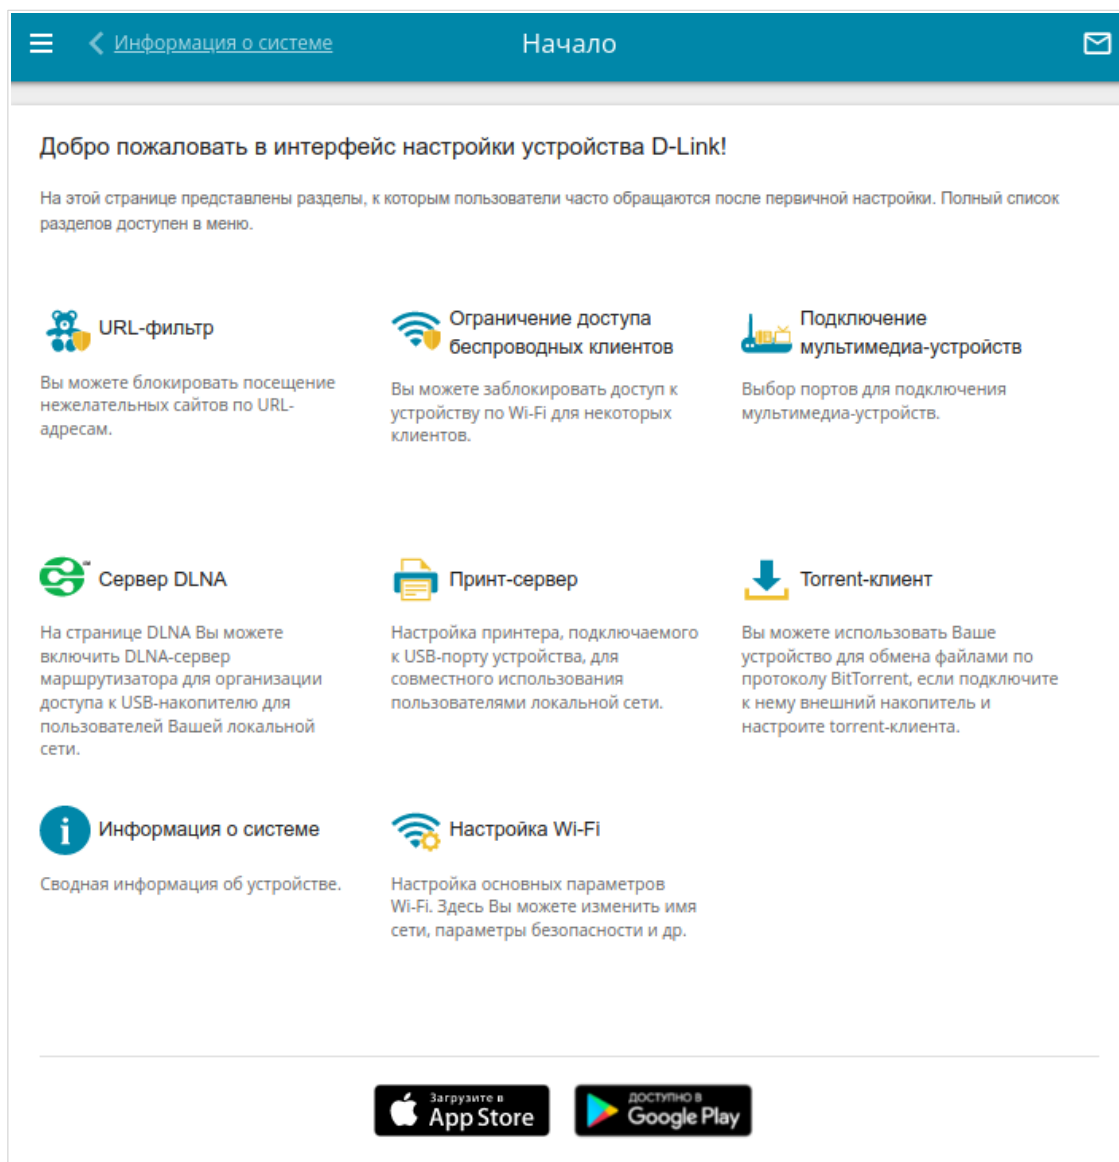 Информация о системе
Начало
Добро пожаловать в интерфейс настройки устройства D-Link!
На этой странице представлены разделы, к которым пользователи часто обращаются после первичной настройки. Полный список
разделов доступен в меню.
URL-фильтр
Вы можете блокировать посещение
нежелательных сайтов по URL-
адресам.
Ограничение доступа
беспроводных клиентов
Вы можете заблокировать доступ к
устройству по Wi-Fi для некоторых
клиентов.
Подключение
мультимедиа-устройств
Выбор портов для подключения
мультимедиа-устройств.
Сервер DLNA
На странице DLNA Вы можете
включить DLNA-сервер
маршрутизатора для организации
доступа к USB-накопителю для
пользователей Вашей локальной
сети.
Принт-сервер
Настройка принтера, подключаемого
к USB-порту устройства, для
совместного использования
пользователями локальной сети.
Torrent-клиент
Вы можете использовать Ваше
устройство для обмена файлами по
протоколу BitTorrent, если подключите
к нему внешний накопитель и
настроите torrent-клиента.
Информация о системе
Сводная информация об устройстве.
Настройка Wi-Fi
Настройка основных параметров
Wi-Fi. Здесь Вы можете изменить имя
сети, параметры безопасности и др.
Загрузите в
App Store
ДОСТУПНО В
Google Play